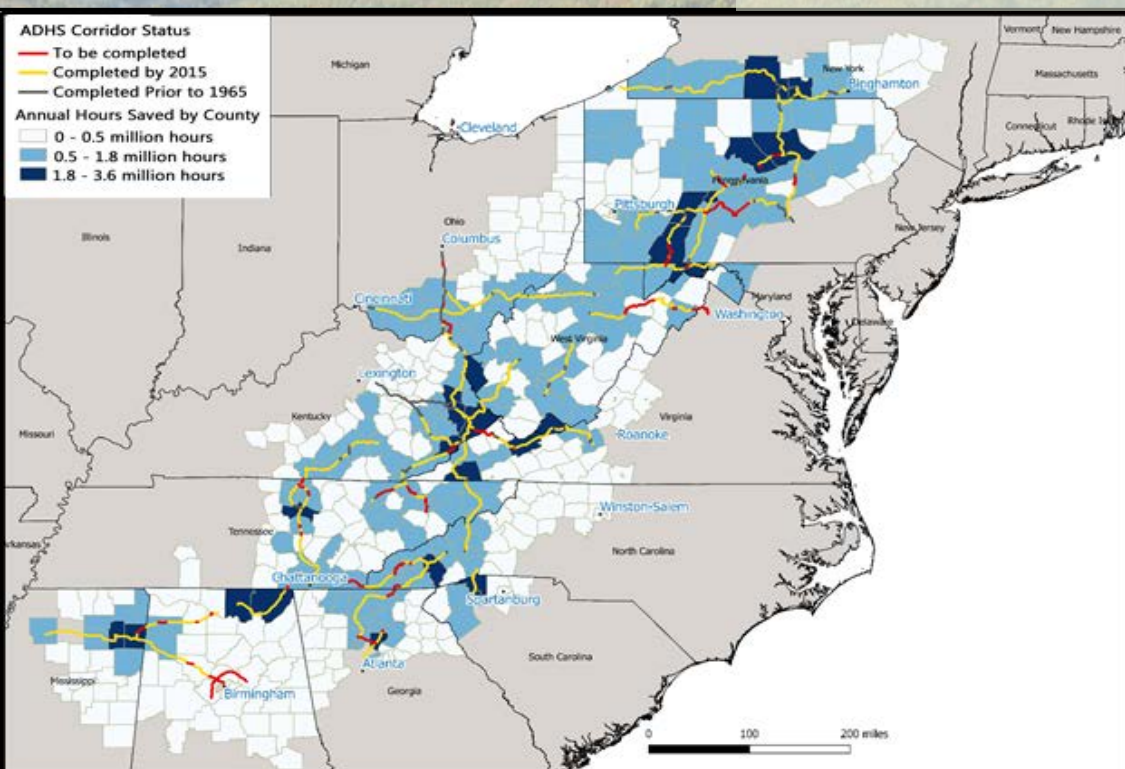 ADHS Corridor Status
To be completed
Completed by 2015
Completed Prior to 1965
Annual Hours Saved by County
0 - 0.5 million hours
0.5 - 1.8 million hours
1.8 - 3.6 million hours
Vermont
New Hampshire
Michigan
New York
Massachusetts
Binghamton
Connecticut
Rhode
Cleveland
Pennsylvania
Pittsburgh
Ohio
Columbus
New Jersey
Illinois
Indiana
Maryland
Cincinnati
Washington
Delaware
West Virginia
Lexington
Kentucky
Virginia
Missouri
Roanoke
Winston-Salem
Tennessee
North Carolina
Chattanooga
Spartanburg
South Carolina
Atlanta
Mississippi
Birmingham
Georgia
0 100 200 miles